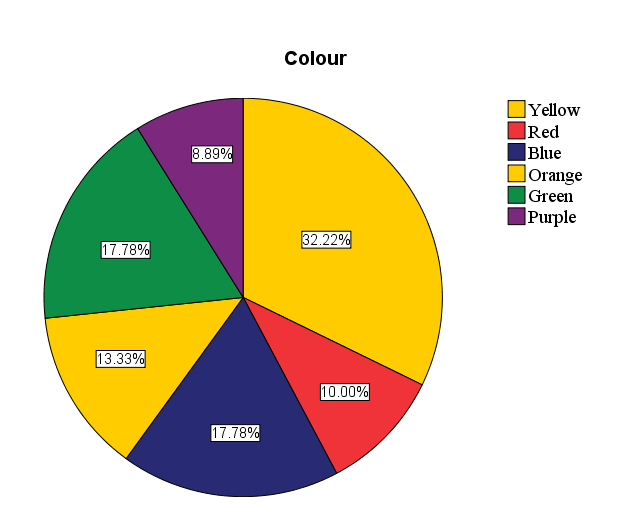 Colour
Yellow
Red
Blue
Orange
Green
Purple
8.89%
32.22%
17.78%
13.33%
10.00%
17.78%